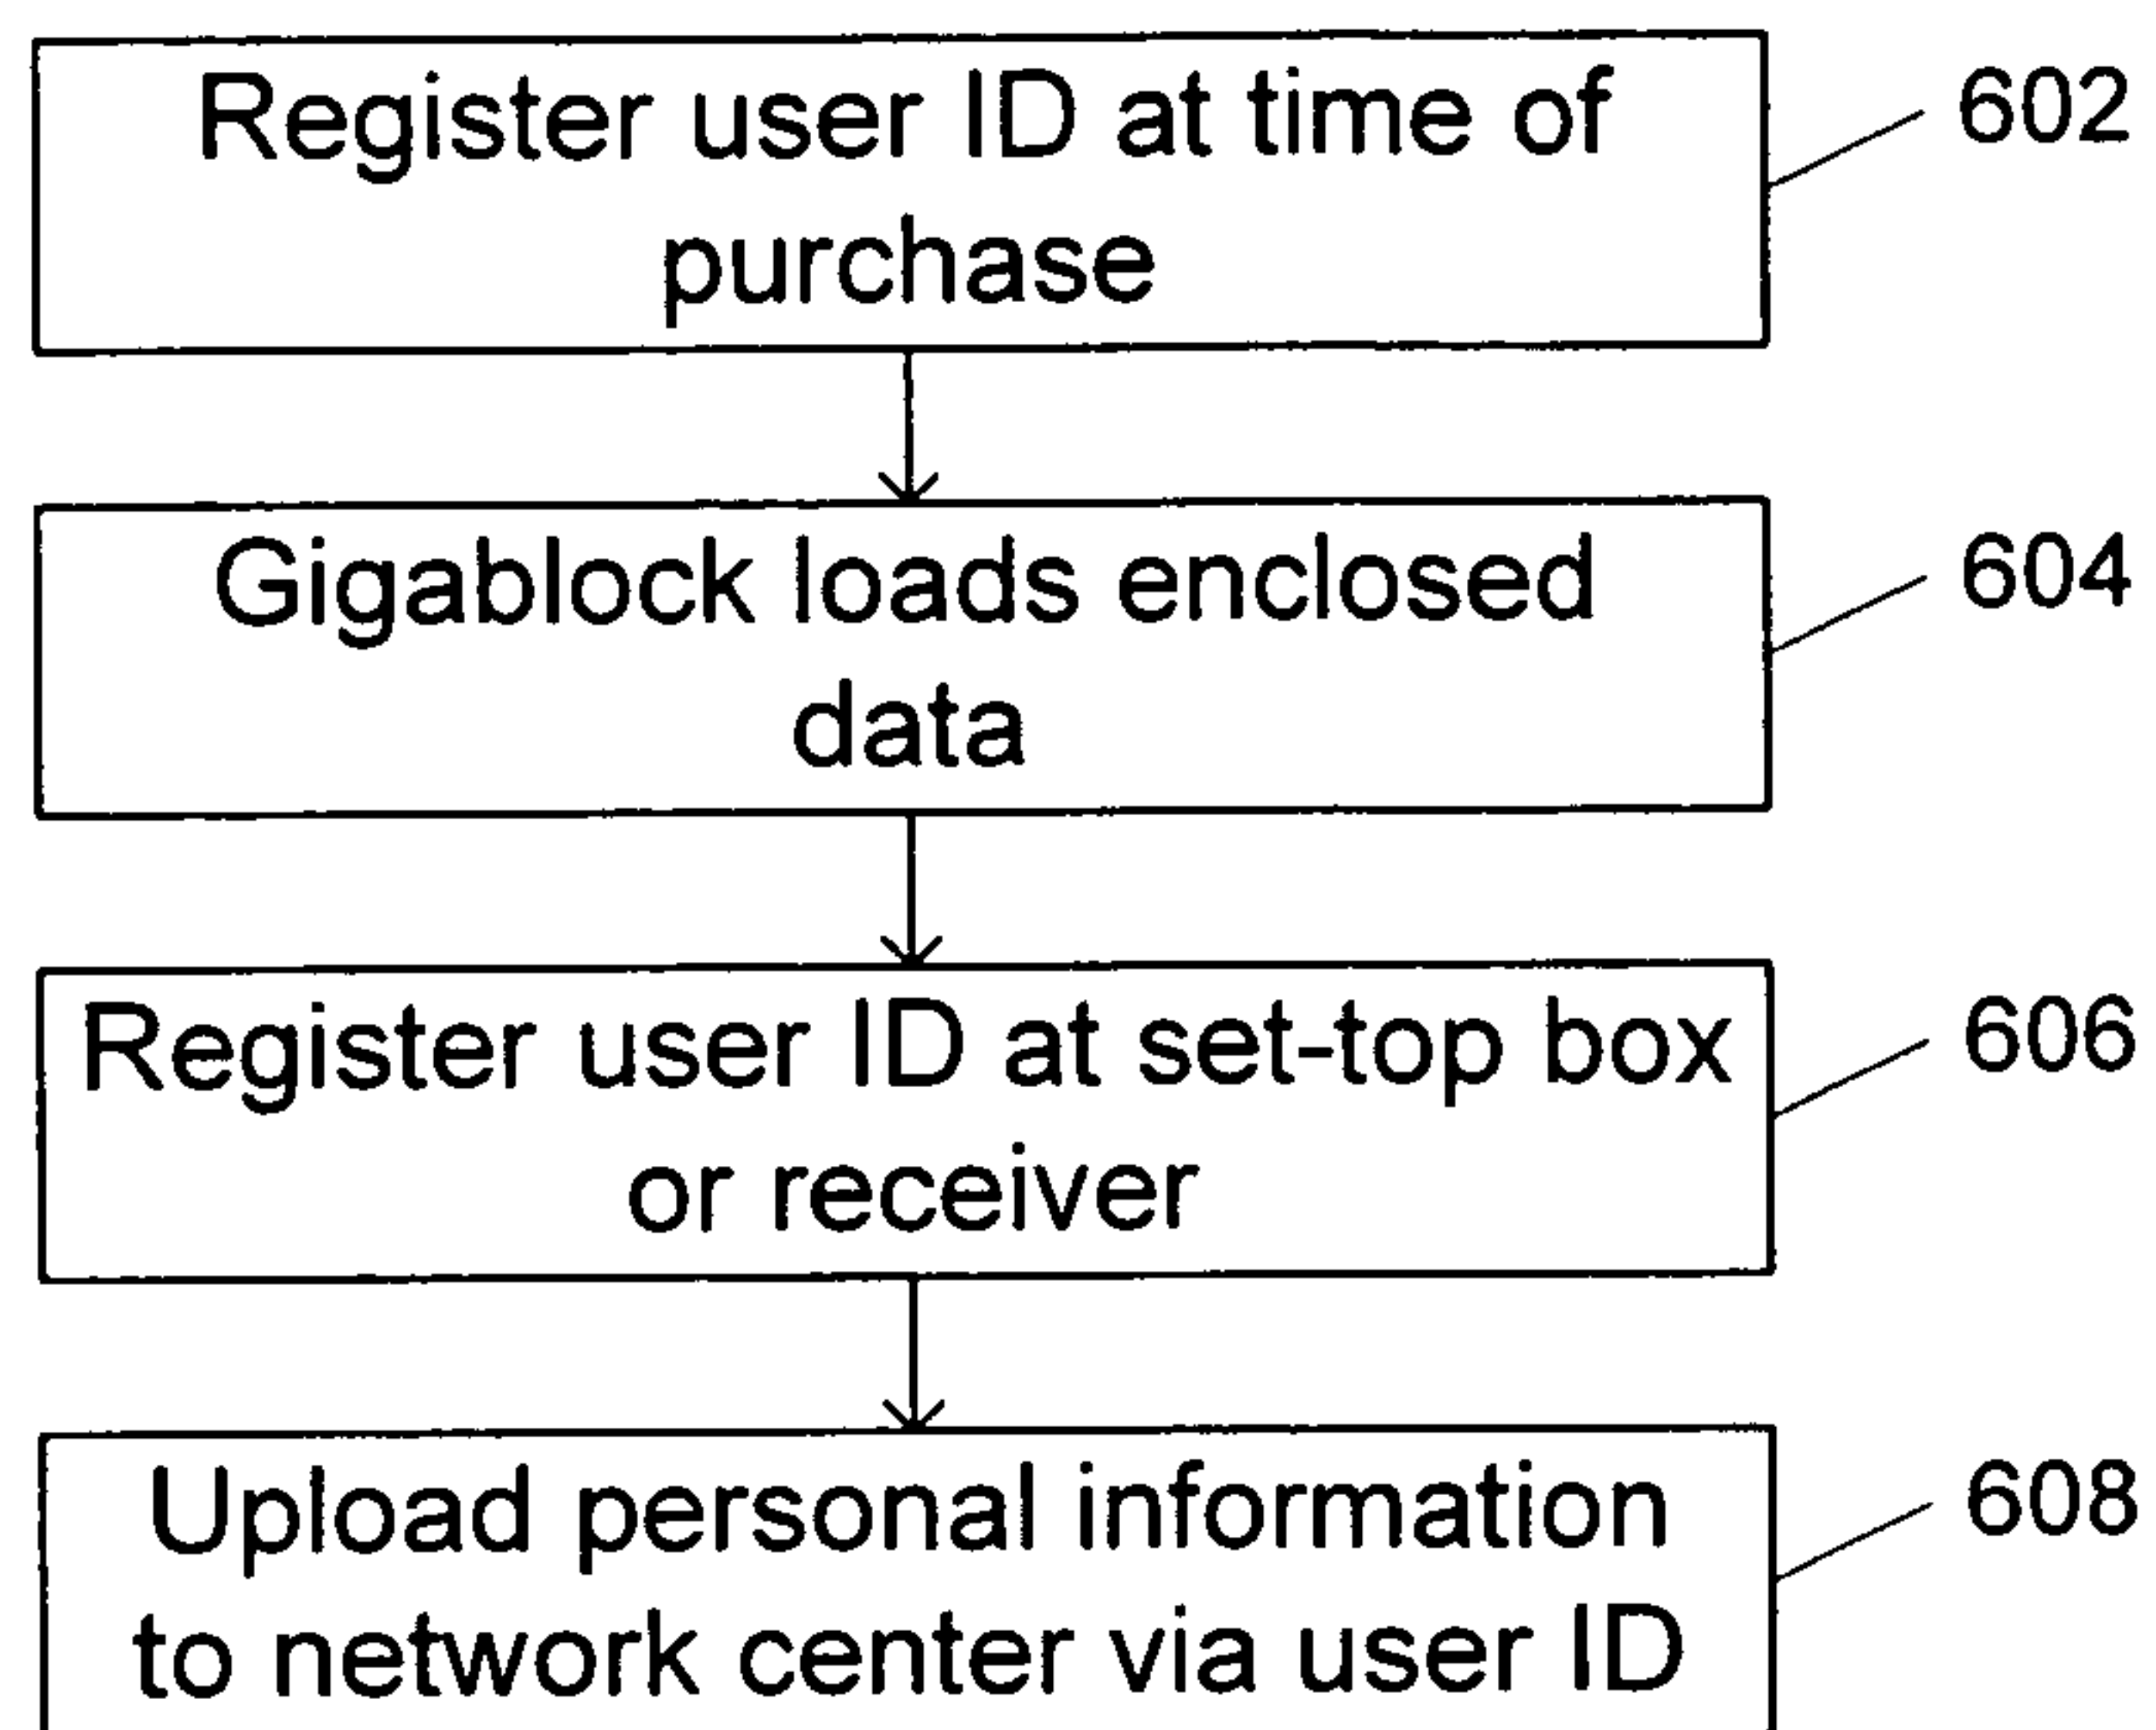 Register user ID at time of
purchase
602
Gigablock loads enclosed
data
604
Register user ID at set-top box
or receiver
606
Upload personal information
to network center via user ID
608